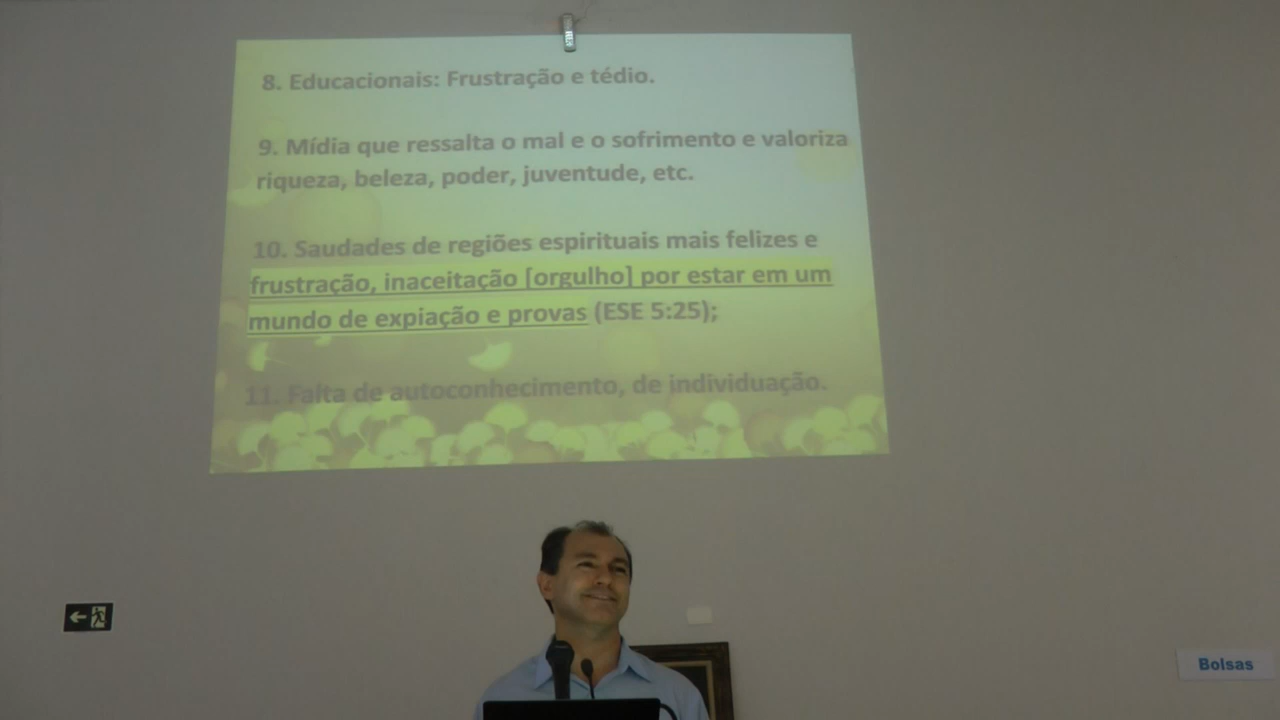 8. Educacionais: Frustração e tédio.
9. Mídia que ressalta o mal e o sofrimento e valoriza
riqueza, beleza, poder, juventude, etc.
10. Saudades de regiões espirituais mais felizes e
frustração, inaceitação [orgulho] por estar em um
mundo de expiação e provas (ESE 5:25);
11. Falta de autoconhecimento, de individuação.
Bolsas